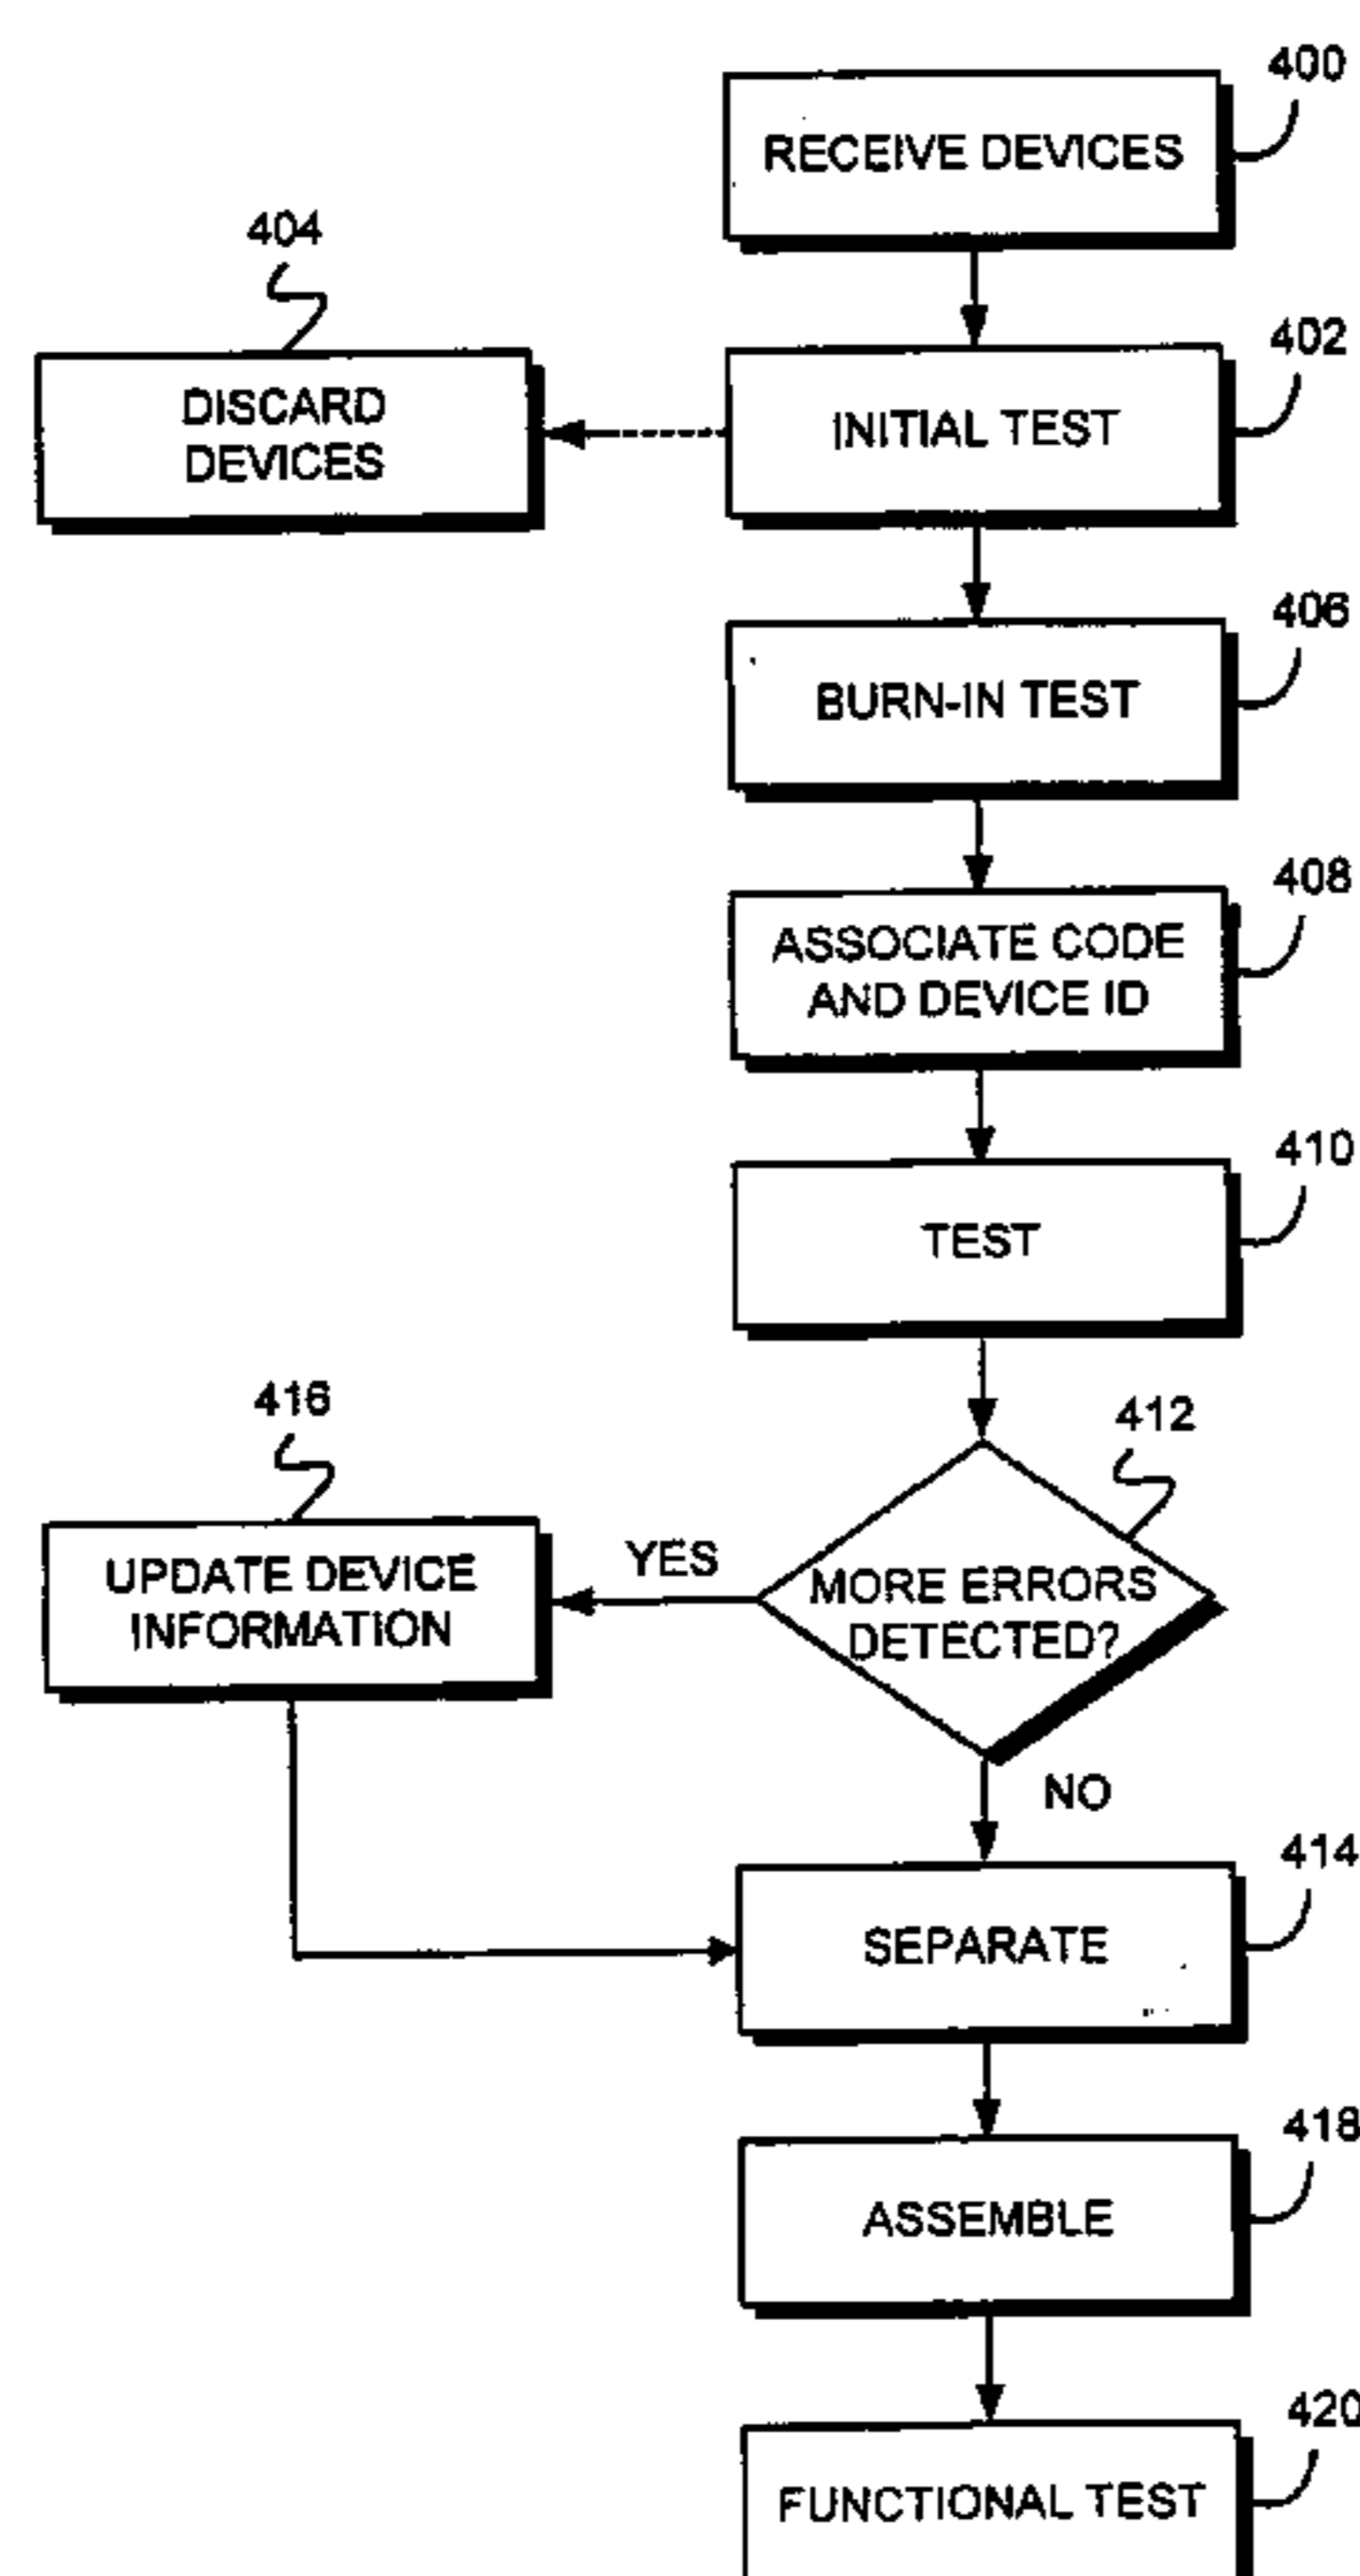 400
RECEIVE DEVICES
404
402
DISCARD
DEVICES
INITIAL TEST
406
BURN-IN TEST
408
ASSOCIATE CODE
AND DEVICE ID
410
TEST
416
412
UPDATE DEVICE
INFORMATION
YES
MORE ERRORS
DETECTED?
NO
414
SEPARATE
418
ASSEMBLE
420
FUNCTIONAL TEST